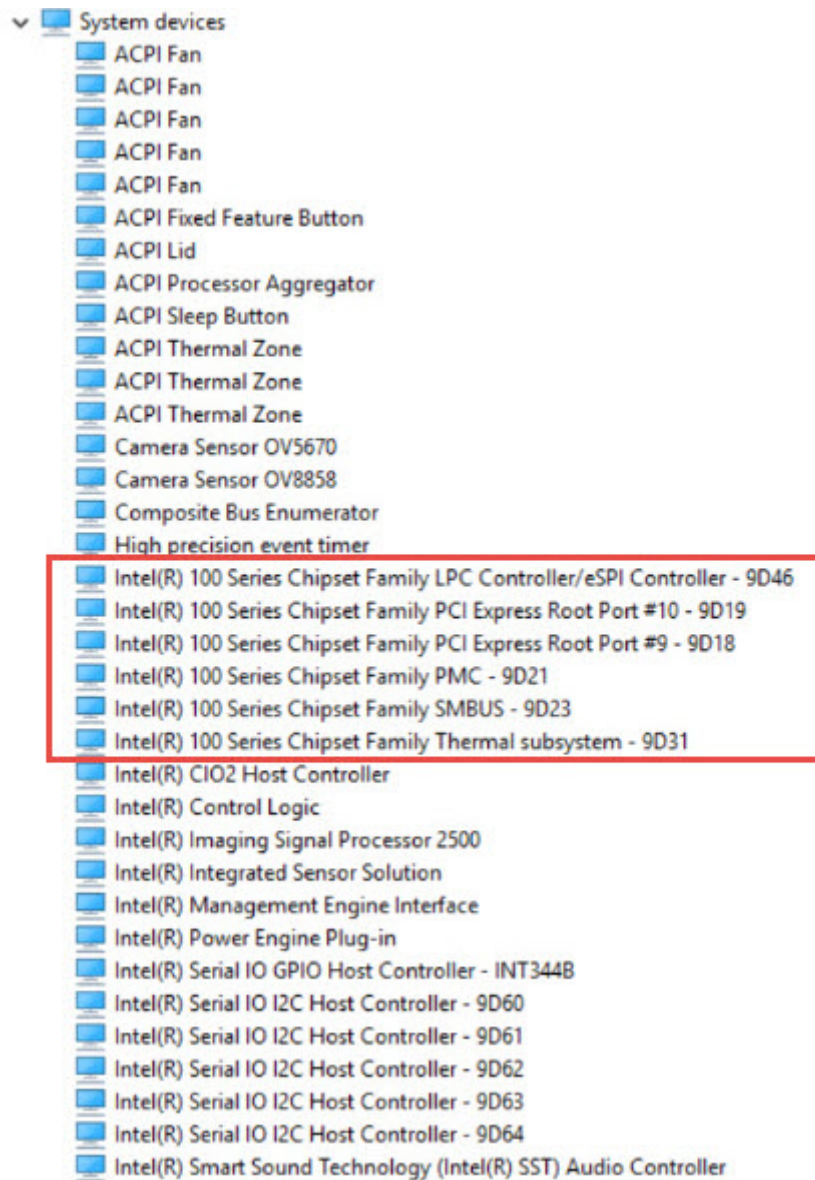 System devices
ACPI Fan
ACPI Fan
ACPI Fan
ACPI Fan
ACPI Fan
ACPI Fixed Feature Button
ACPI Lid
ACPI Processor Aggregator
ACPI Sleep Button
ACPI Thermal Zone
ACPI Thermal Zone
ACPI Thermal Zone
Camera Sensor OV5670
Camera Sensor OV8858
Composite Bus Enumerator
High precision event timer
Intel(R) 100 Series Chipset Family LPC Controller/eSPI Controller - 9D46
Intel(R) 100 Series Chipset Family PCI Express Root Port #10 - 9D19
Intel(R) 100 Series Chipset Family PCI Express Root Port #9 - 9D18
Intel(R) 100 Series Chipset Family PMC - 9D21
Intel(R) 100 Series Chipset Family SMBUS - 9D23
Intel(R) 100 Series Chipset Family Thermal subsystem - 9D31
Intel(R) CIO2 Host Controller
Intel(R) Control Logic
Intel(R) Imaging Signal Processor 2500
Intel(R) Integrated Sensor Solution
Intel(R) Management Engine Interface
Intel(R) Power Engine Plug-in
Intel(R) Serial IO GPIO Host Controller - INT344B
Intel(R) Serial IO I2C Host Controller - 9D60
Intel(R) Serial IO I2C Host Controller - 9D61
Intel(R) Serial IO I2C Host Controller - 9D62
Intel(R) Serial IO I2C Host Controller - 9D63
Intel(R) Serial IO I2C Host Controller - 9D64
Intel(R) Smart Sound Technology (Intel(R) SST) Audio Controller